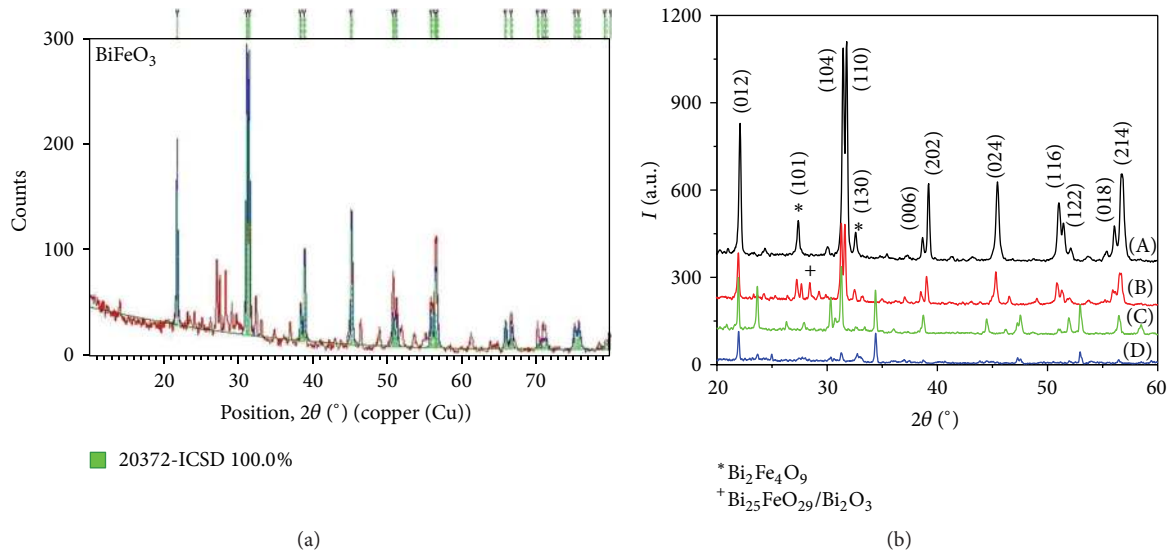 BiFeO₃
300
200
100
0
Counts
20 30 40 50 60 70
Position, 2θ (°) (copper (Cu)
20372-ICSD 100.0%
(a)
1200
900
600
300
0
I (a.u.)
(012)
(101)
*
(104)
(110)
(130)
*
(006)
(202)
(024)
(116)
(122)
(018)
(214)
+
(A)
(B)
(C)
(D)
20 30 40 50 60
2θ (°)
*Bi₂Fe₄O₉
+Bi₂₅FeO₂₉/Bi₂O₃
(b)